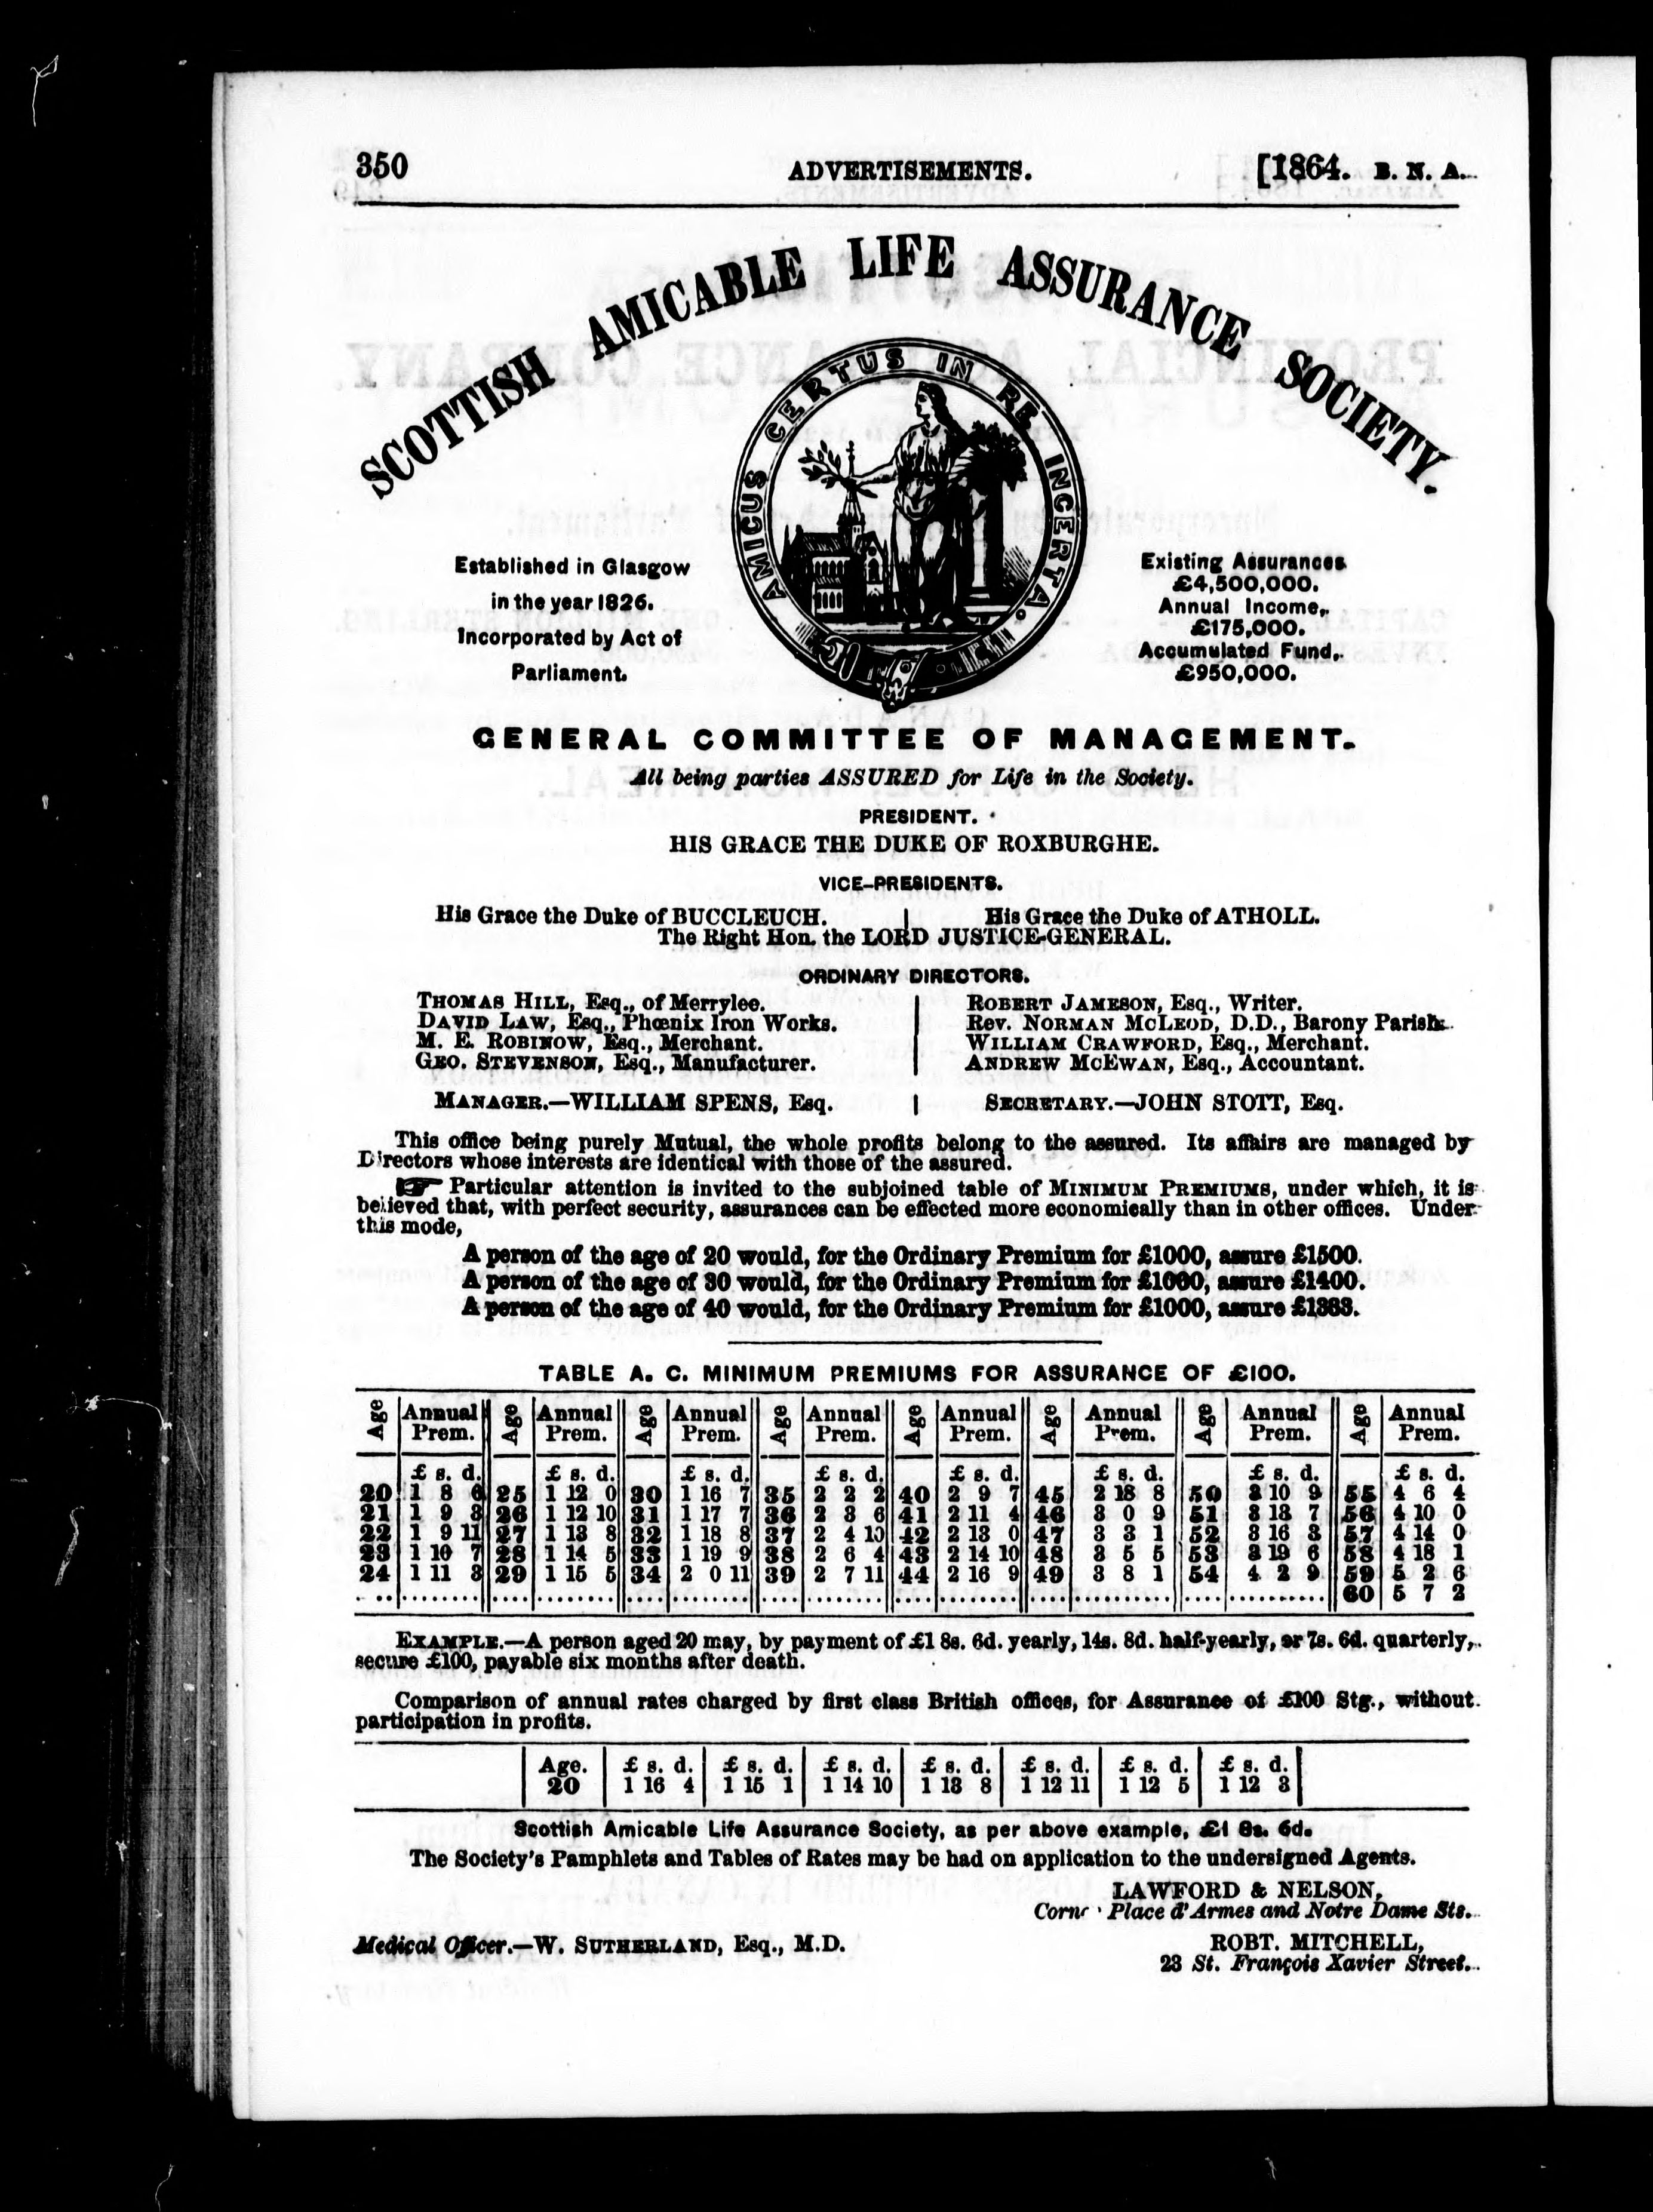 350 ADVERTISEMENTS. [1864. B. N. A.
SCOTTISH AMICABLE LIFE ASSURANCE SOCIETY.
AMICUS CERTUS IN RE INCERTA.
Established in Glasgow
in the year 1826.
Incorporated by Act of
Parliament.
Existing Assurances
£4,500,000.
Annual Income,
£175,000.
Accumulated Fund,
£950,000.
GENERAL COMMITTEE OF MANAGEMENT.
All being parties ASSURED for Life in the Society.
PRESIDENT.
HIS GRACE THE DUKE OF ROXBURGHE.
VICE-PRESIDENTS.
His Grace the Duke of BUCCLEUCH. | His Grace the Duke of ATHOLL.
The Right Hon. the LORD JUSTICE-GENERAL.
ORDINARY DIRECTORS.
THOMAS HILL, Esq., of Merrylee. | ROBERT JAMESON, Esq., Writer.
DAVID LAW, Esq., Phœnix Iron Works. | Rev. NORMAN MCLEOD, D.D., Barony Parish.
M. E. ROBINOW, Esq., Merchant. | WILLIAM CRAWFORD, Esq., Merchant.
GEO. STEVENSON, Esq., Manufacturer. | ANDREW MCEWAN, Esq., Accountant.
MANAGER.—WILLIAM SPENS, Esq. | SECRETARY.—JOHN STOTT, Esq.
This office being purely Mutual, the whole profits belong to the assured. Its affairs are managed by
Directors whose interests are identical with those of the assured.
☞ Particular attention is invited to the subjoined table of MINIMUM PREMIUMS, under which, it is
believed that, with perfect security, assurances can be effected more economically than in other offices. Under
this mode,
A person of the age of 20 would, for the Ordinary Premium for £1000, assure £1500.
A person of the age of 30 would, for the Ordinary Premium for £1000, assure £1400.
A person of the age of 40 would, for the Ordinary Premium for £1000, assure £1363.
TABLE A. C. MINIMUM PREMIUMS FOR ASSURANCE OF £100.
Age | Annual Prem. | Age | Annual Prem. | Age | Annual Prem. | Age | Annual Prem. | Age | Annual Prem. | Age | Annual Prem. | Age | Annual Prem. | Age | Annual Prem.
£ s. d. | £ s. d. | £ s. d. | £ s. d. | £ s. d. | £ s. d. | £ s. d. | £ s. d.
20 | 1 8 6 | 25 | 1 12 0 | 30 | 1 16 7 | 35 | 2 2 2 | 40 | 2 9 7 | 45 | 2 18 8 | 50 | 3 10 9 | 55 | 4 6 4
21 | 1 9 3 | 26 | 1 12 10 | 31 | 1 17 7 | 36 | 2 3 6 | 41 | 2 11 4 | 46 | 3 0 9 | 51 | 3 13 7 | 56 | 4 10 0
22 | 1 9 11 | 27 | 1 13 8 | 32 | 1 18 8 | 37 | 2 4 10 | 42 | 2 13 0 | 47 | 3 3 1 | 52 | 3 16 3 | 57 | 4 14 0
23 | 1 10 7 | 28 | 1 14 5 | 33 | 1 19 9 | 38 | 2 6 4 | 43 | 2 14 10 | 48 | 3 5 5 | 53 | 3 19 6 | 58 | 4 18 1
24 | 1 11 3 | 29 | 1 15 5 | 34 | 2 0 11 | 39 | 2 7 11 | 44 | 2 16 9 | 49 | 3 8 1 | 54 | 4 2 9 | 59 | 5 2 6
60 | 5 7 2
EXAMPLE.—A person aged 20 may, by payment of £1 8s. 6d. yearly, 14s. 8d. half-yearly, or 7s. 6d. quarterly,
secure £100, payable six months after death.
Comparison of annual rates charged by first class British offices, for Assurance of £100 Stg., without
participation in profits.
Age. | £ s. d. | £ s. d. | £ s. d. | £ s. d. | £ s. d. | £ s. d. | £ s. d.
20 | 1 16 4 | 1 15 1 | 1 14 10 | 1 13 8 | 1 12 11 | 1 12 5 | 1 12 3
Scottish Amicable Life Assurance Society, as per above example, £1 8s. 6d.
The Society's Pamphlets and Tables of Rates may be had on application to the undersigned Agents.
LAWFORD & NELSON,
Corner Place d'Armes and Notre Dame Sts.
Medical Officer.—W. SUTHERLAND, Esq., M.D.
ROBT. MITCHELL,
23 St. François Xavier Street.